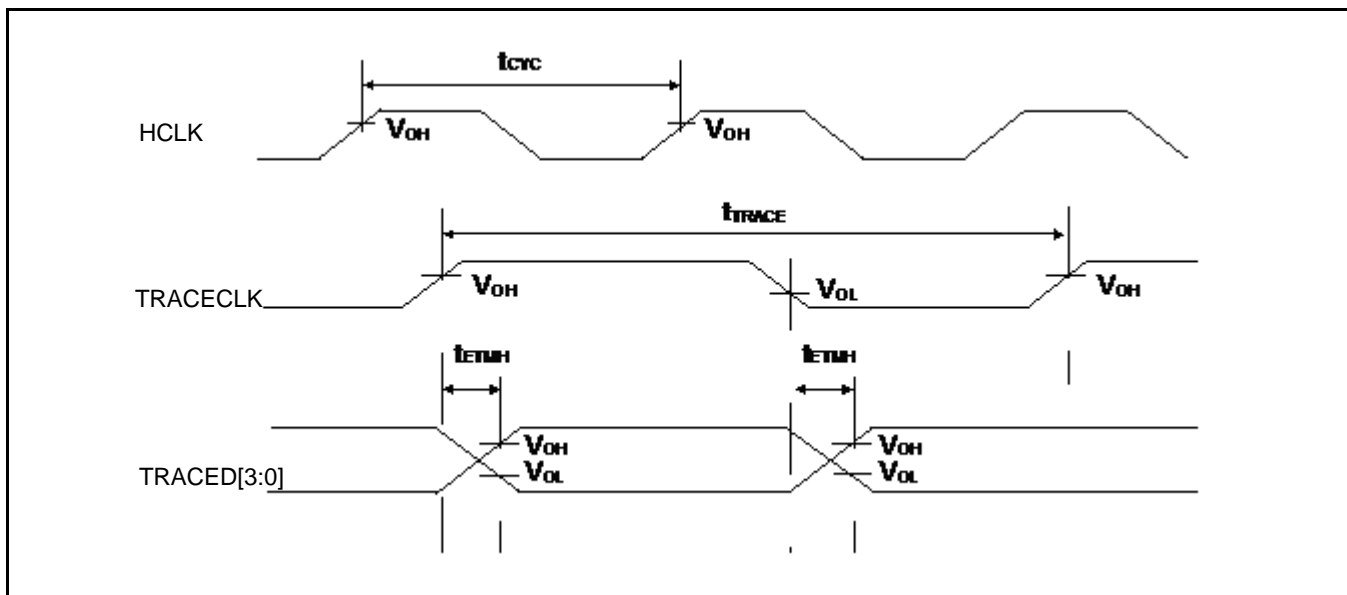 tCYC
HCLK
VOH
VOH
tTRACE
TRACECLK
VOH
VOL
VOH
tETMH
tETMH
VOH
VOH
TRACED[3:0]
VOL
VOL